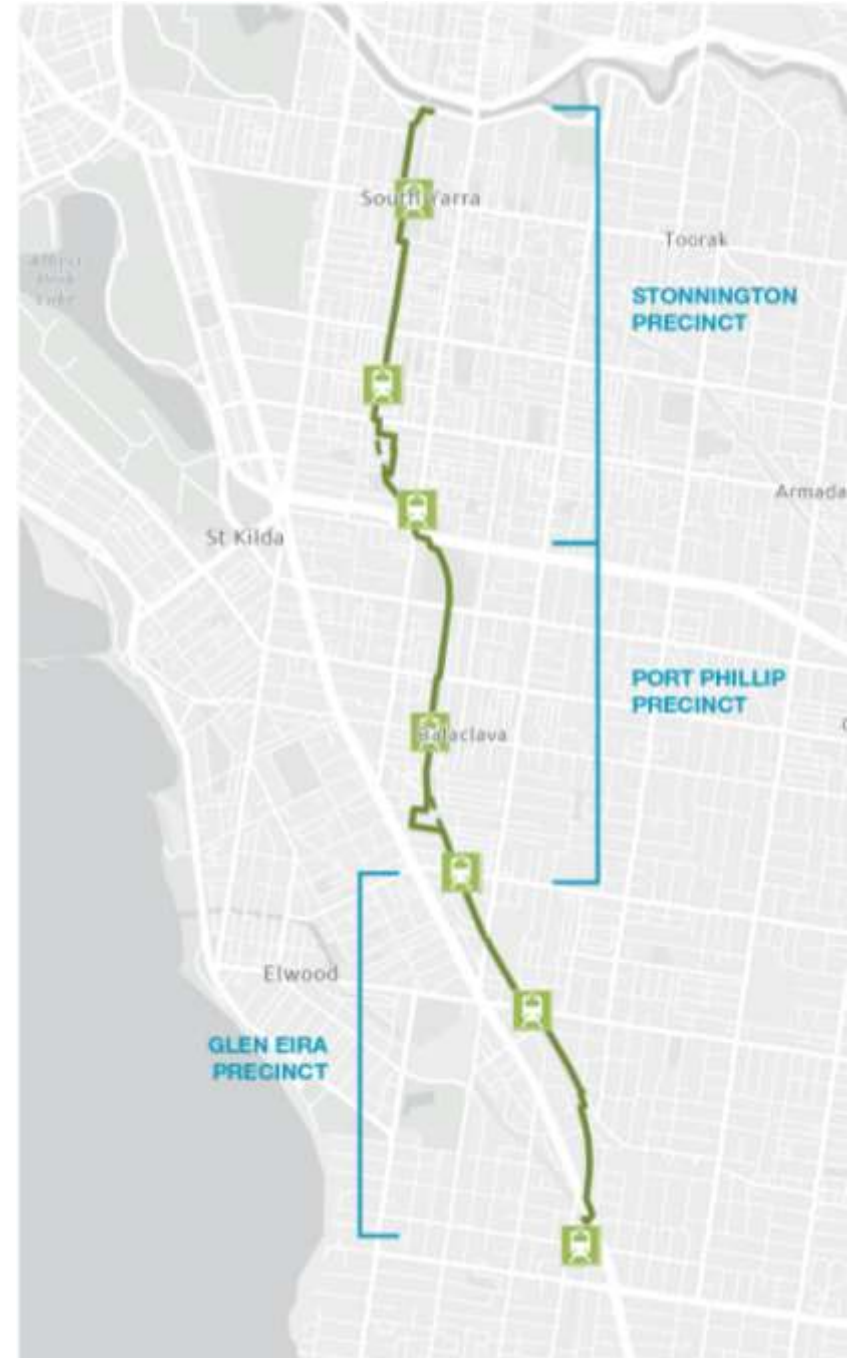 South Yarra
Toorak
STONNINGTON
PRECINCT
Armada
St Kilda
PORT PHILLIP
PRECINCT
Balaclava
Elwood
GLEN EIRA
PRECINCT